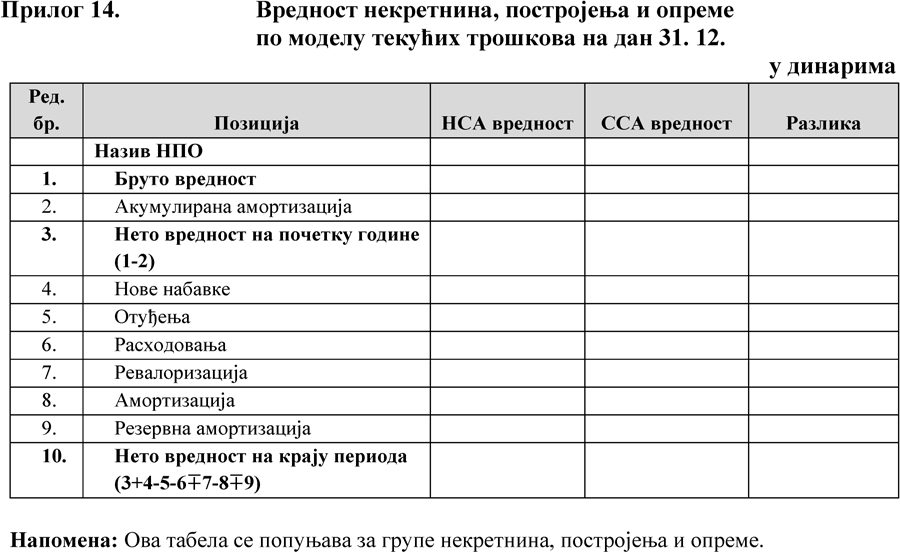 Прилог 14. Вредност некретнина, постројења и опреме
по моделу текућих трошкова на дан 31. 12.
у динарима
Ред. бр. Позиција НСА вредност ССА вредност Разлика
Назив НПО
1. Бруто вредност
2. Акумулирана амортизација
3. Нето вредност на почетку године
(1-2)
4. Нове набавке
5. Отуђења
6. Расходовања
7. Ревалоризација
8. Амортизација
9. Резервна амортизација
10. Нето вредност на крају периода
(3+4-5-6∓7-8∓9)
Напомена: Ова табела се попуњава за групе некретнина, постројења и опреме.